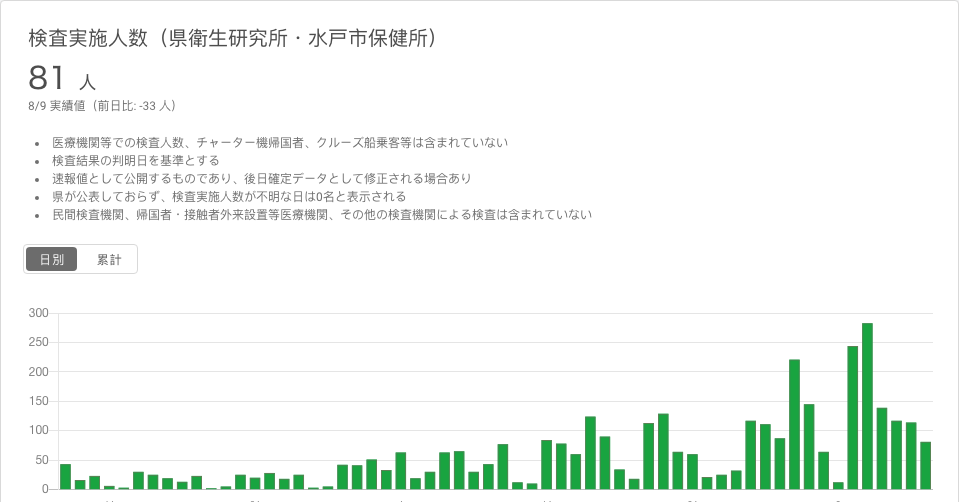 検査実施人数（県衛生研究所・水戸市保健所）
81 人
8/9 実績値（前日比: -33 人）
医療機関等での検査人数、チャーター機帰国者、クルーズ船乗客等は含まれていない
検査結果の判明日を基準とする
速報値として公開するものであり、後日確定データとして修正される場合あり
県が公表しておらず、検査実施人数が不明な日は0名と表示される
民間検査機関、帰国者・接触者外来設置等医療機関、その他の検査機関による検査は含まれていない
日別 累計
300
250
200
150
100
50
0